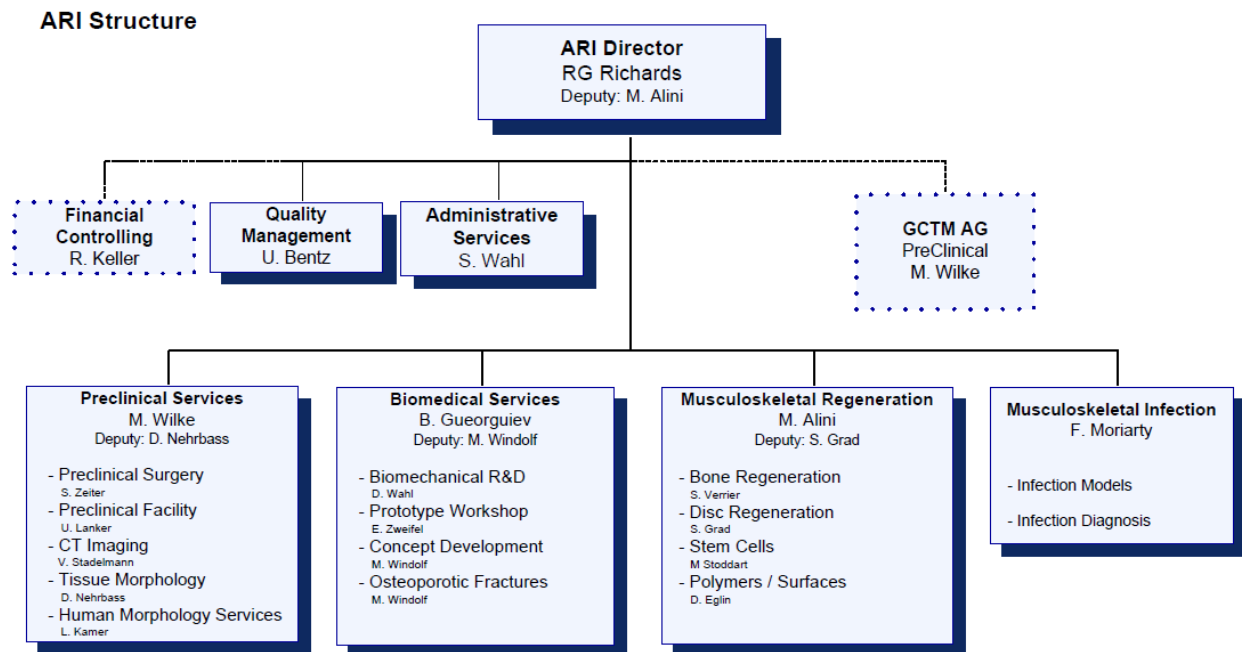 ARI Structure
ARI Director
RG Richards
Deputy: M. Alini
Financial
Controlling
R. Keller
Quality
Management
U. Bentz
Administrative
Services
S. Wahl
GCTM AG
PreClinical
M. Wilke
Preclinical Services
M. Wilke
Deputy: D. Nehrbass
- Preclinical Surgery
S. Zeiter
- Preclinical Facility
U. Lanker
- CT Imaging
V. Stadelmann
- Tissue Morphology
D. Nehrbass
- Human Morphology Services
L. Kamer
Biomedical Services
B. Gueorguiev
Deputy: M. Windolf
- Biomechanical R&D
D. Wahl
- Prototype Workshop
E. Zweifel
- Concept Development
M. Windolf
- Osteoporotic Fractures
M. Windolf
Musculoskeletal Regeneration
M. Alini
Deputy: S. Grad
- Bone Regeneration
S. Verrier
- Disc Regeneration
S. Grad
- Stem Cells
M Stoddart
- Polymers / Surfaces
D. Eglin
Musculoskeletal Infection
F. Moriarty
- Infection Models
- Infection Diagnosis